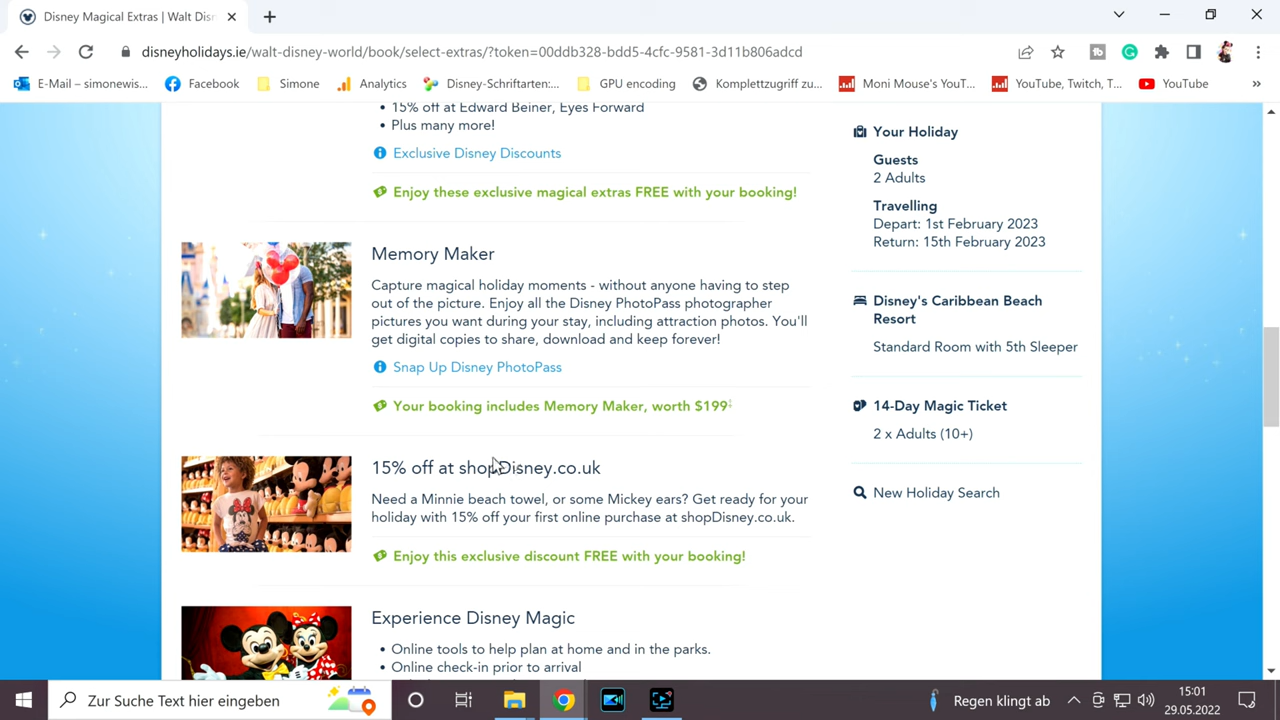 Disney Magical Extras | Walt Disn
disneyholidays.ie/walt-disney-world/book/select-extras/?token=00ddb328-bdd5-4cfc-9581-3d11b806adcd
E-Mail – simonewis... Facebook Simone Analytics Disney-Schriftarten:... GPU encoding Komplettzugriff zu... Moni Mouse's YouT... YouTube, Twitch, T... YouTube »
• 15% off at Edward Beiner, Eyes Forward
• Plus many more!
Exclusive Disney Discounts
Enjoy these exclusive magical extras FREE with your booking!
Memory Maker
Capture magical holiday moments - without anyone having to step
out of the picture. Enjoy all the Disney PhotoPass photographer
pictures you want during your stay, including attraction photos. You'll
get digital copies to share, download and keep forever!
Snap Up Disney PhotoPass
Your booking includes Memory Maker, worth $199‡
15% off at shopDisney.co.uk
Need a Minnie beach towel, or some Mickey ears? Get ready for your
holiday with 15% off your first online purchase at shopDisney.co.uk.
Enjoy this exclusive discount FREE with your booking!
Experience Disney Magic
• Online tools to help plan at home and in the parks.
• Online check-in prior to arrival
Your Holiday
Guests
2 Adults
Travelling
Depart: 1st February 2023
Return: 15th February 2023
Disney's Caribbean Beach
Resort
Standard Room with 5th Sleeper
14-Day Magic Ticket
2 x Adults (10+)
New Holiday Search
Zur Suche Text hier eingeben
Regen klingt ab
15:01
29.05.2022